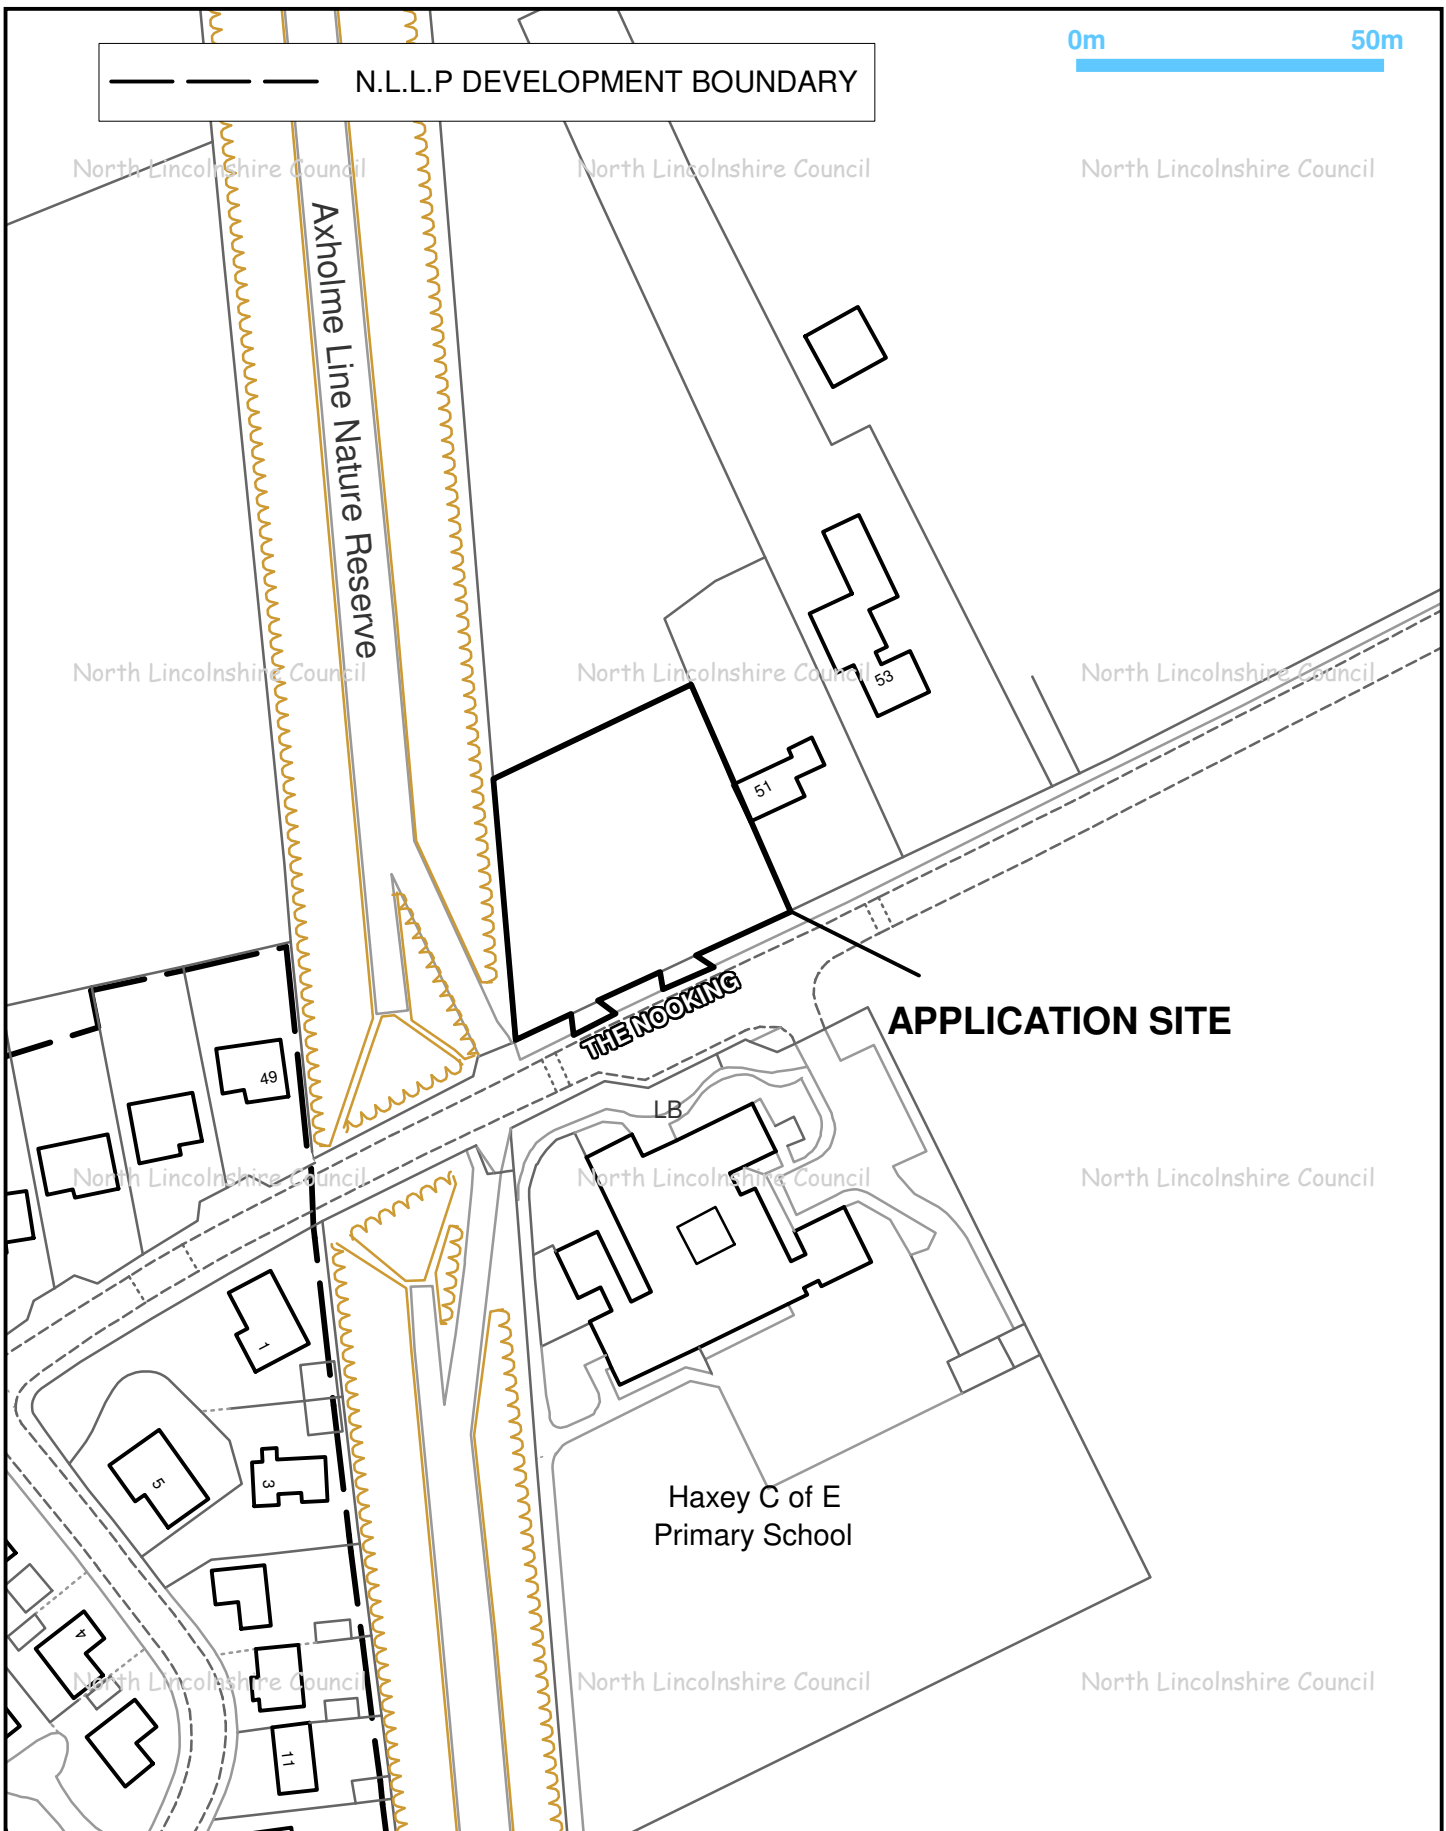 0m 50m
N.L.L.P DEVELOPMENT BOUNDARY
North Lincolnshire Council North Lincolnshire Council North Lincolnshire Council
Axholme Line Nature Reserve
North Lincolnshire Council North Lincolnshire Council North Lincolnshire Council
53
51
THE NOOKING
APPLICATION SITE
49
LB
North Lincolnshire Council North Lincolnshire Council North Lincolnshire Council
1
5
3
Haxey C of E
Primary School
4
North Lincolnshire Council North Lincolnshire Council North Lincolnshire Council
11